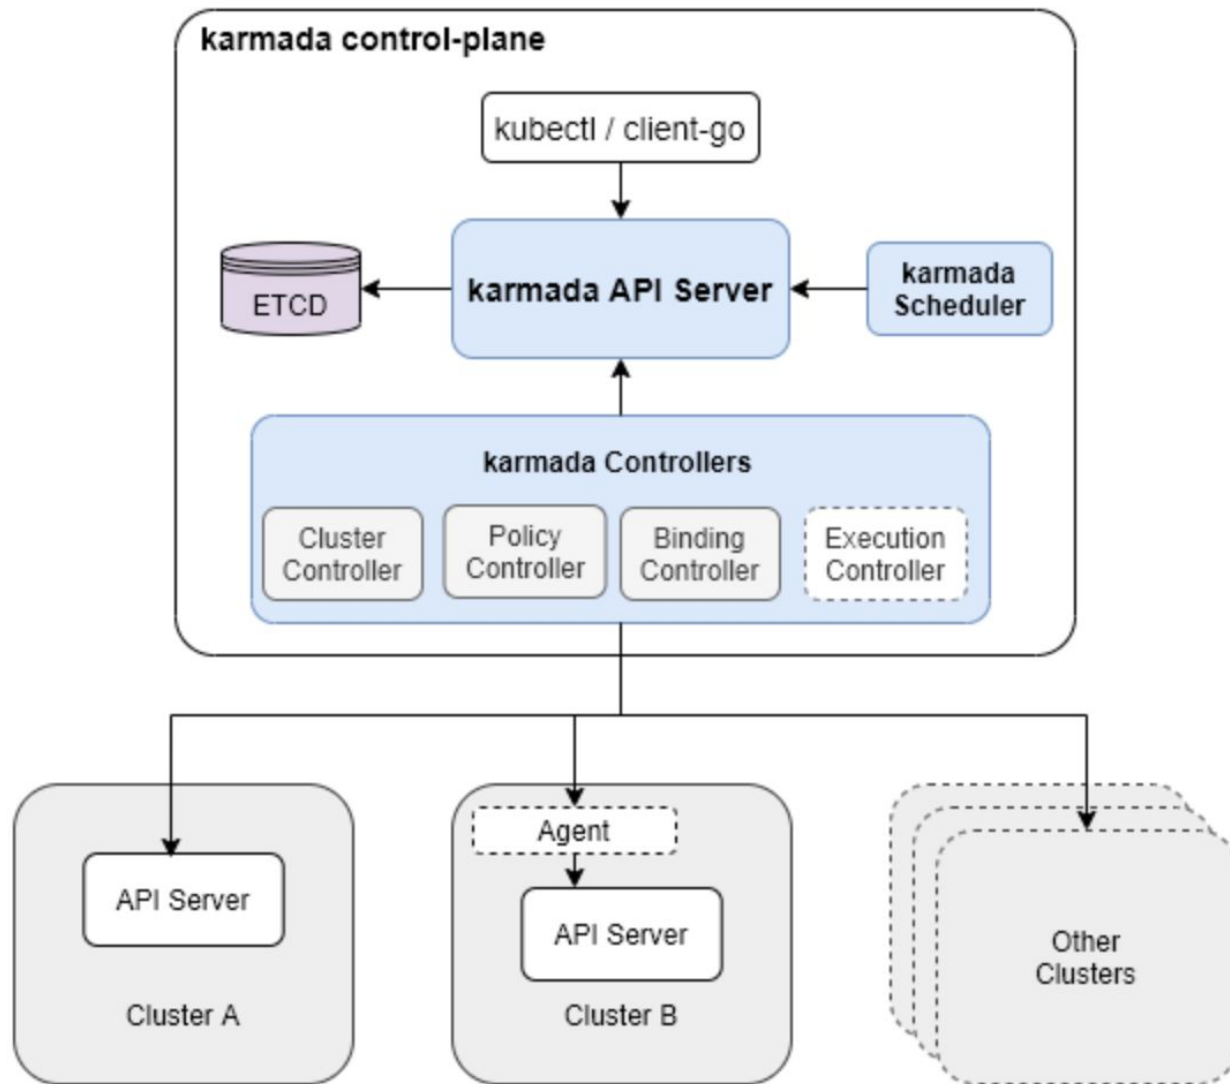 karmada control-plane
kubectl / client-go
ETCD
karmada API Server
karmada
Scheduler
karmada Controllers
Cluster
Controller
Policy
Controller
Binding
Controller
Execution
Controller
API Server
Cluster A
Agent
API Server
Cluster B
Other
Clusters